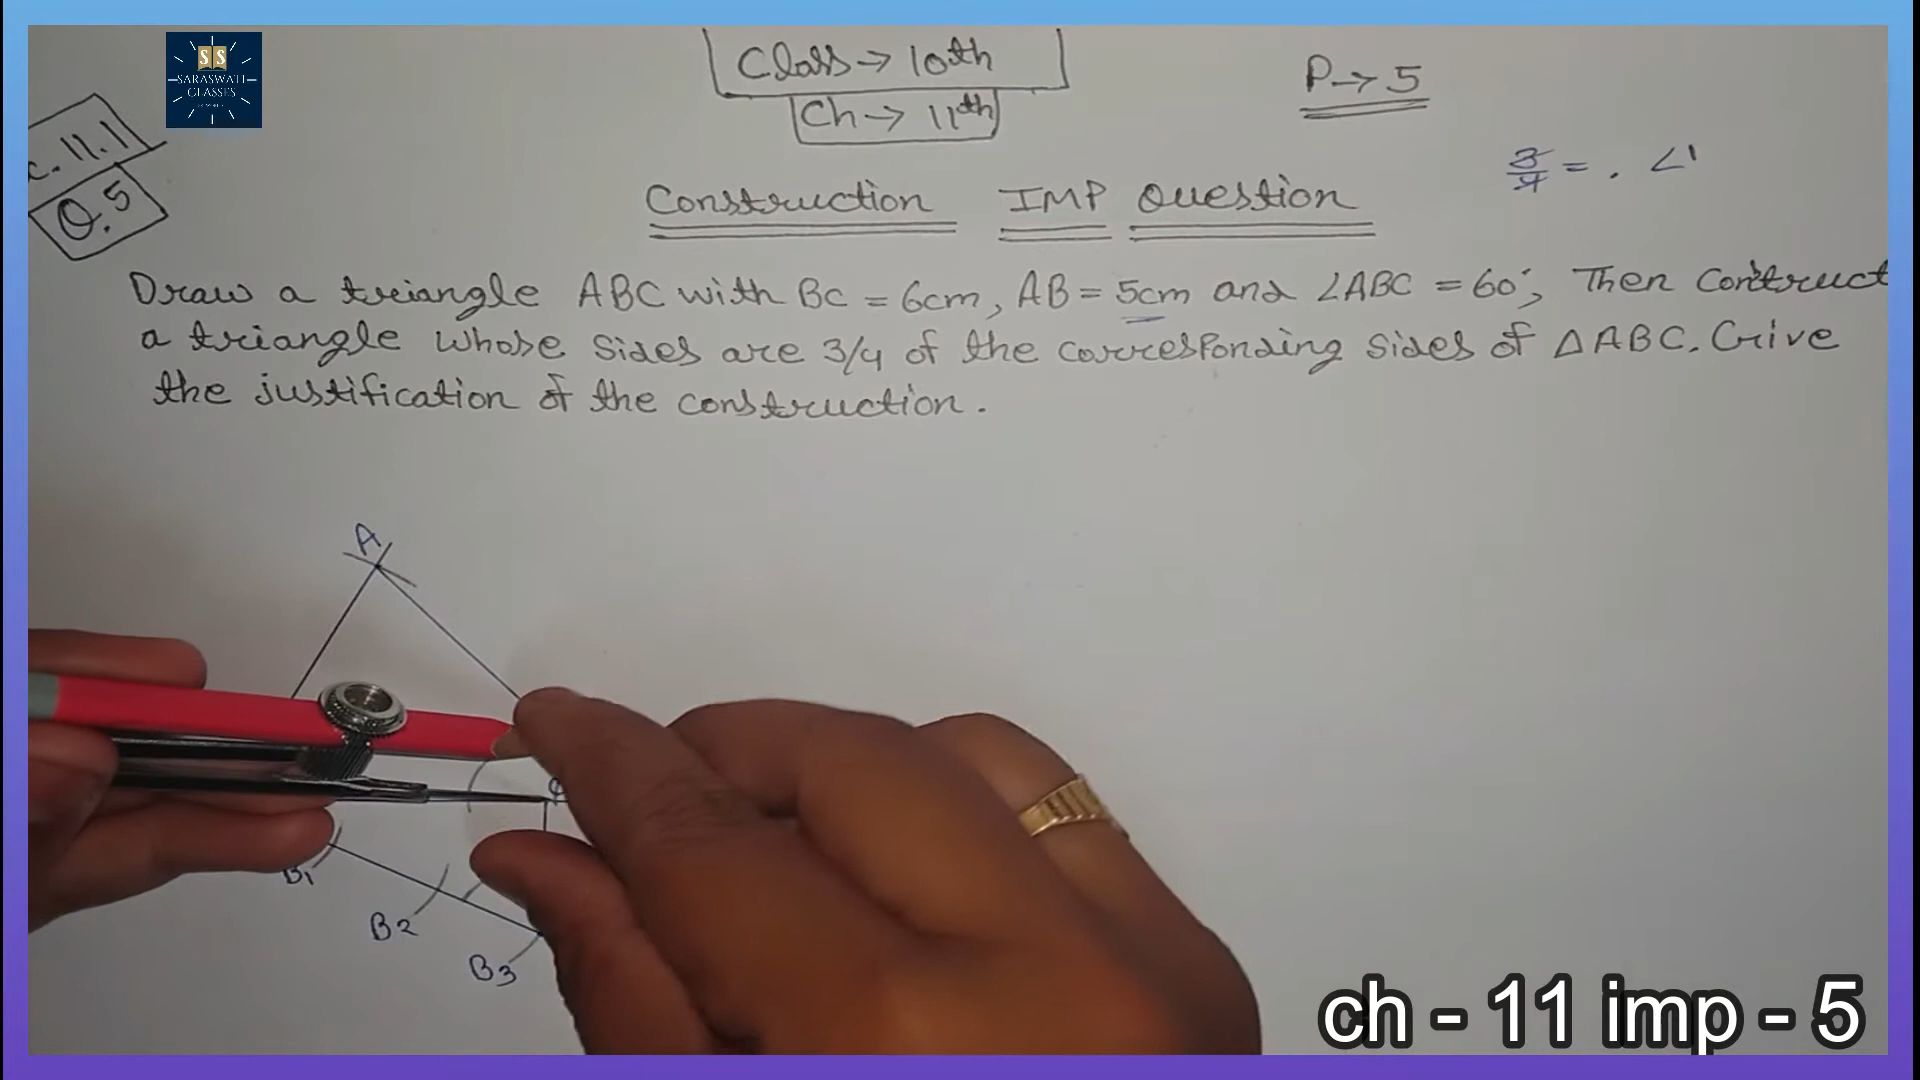 SS
SARASWATI
CLASSES
Class → 10th
Ch → 11th
P → 5
11.1
Q.5
3/4 = .
Construction IMP Question
Draw a triangle ABC with BC = 6cm, AB = 5cm and ∠ABC = 60°, Then Construct
a triangle whose sides are 3/4 of the corresponding sides of △ABC. Give
the justification of the construction.
A
B1
B2
B3
ch - 11 imp - 5